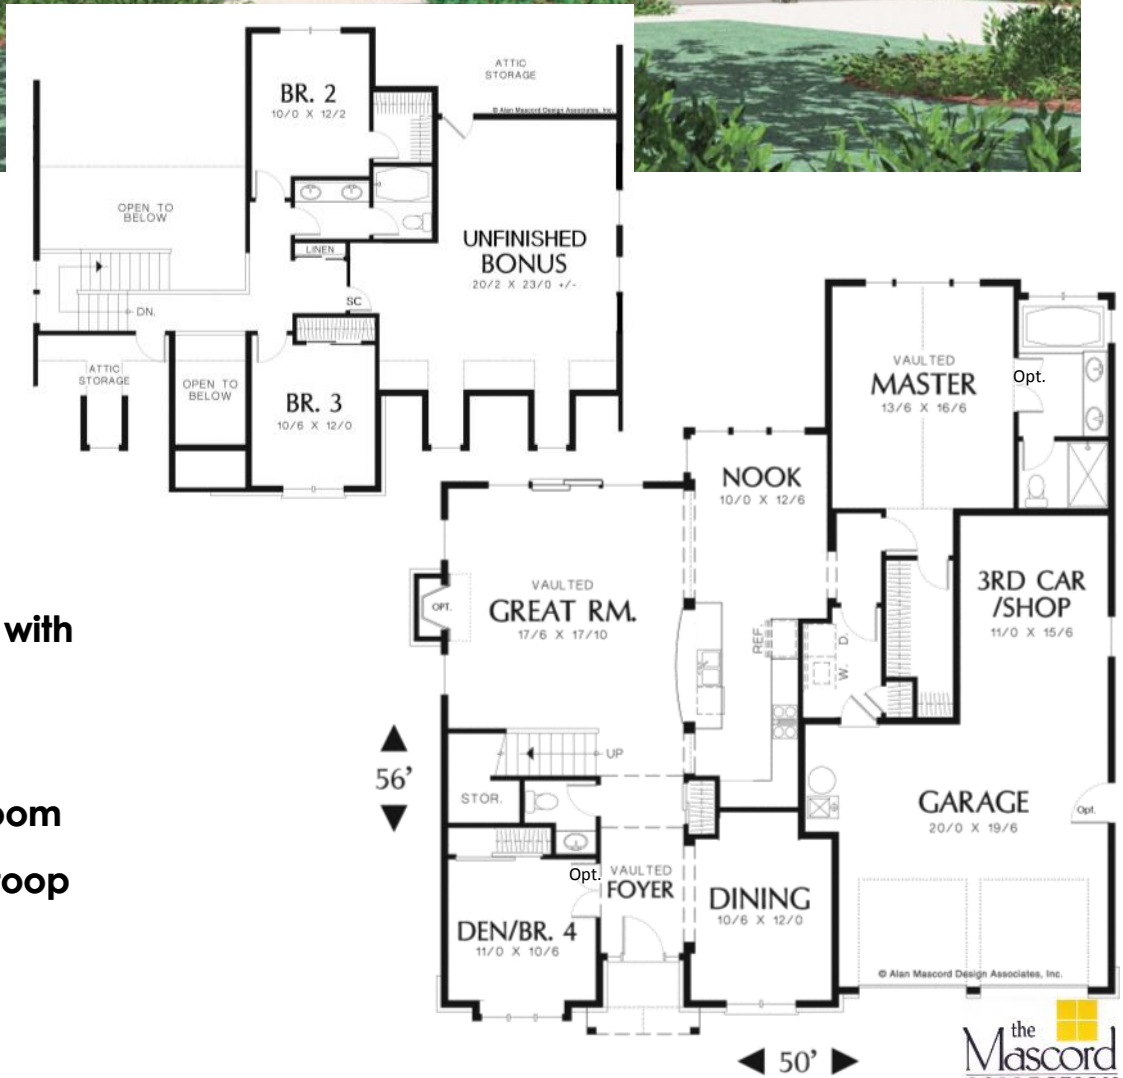 BR. 2
10/0 X 12/2
ATTIC
STORAGE
© Alan Mascord Design Associates, Inc.
OPEN TO
BELOW
UNFINISHED
BONUS
20/2 X 23/0 +/-
LINEN
SC
DN.
ATTIC
STORAGE
OPEN TO
BELOW
BR. 3
10/6 X 12/0
VAULTED
MASTER
13/6 X 16/6
Opt.
NOOK
10/0 X 12/6
VAULTED
GREAT RM.
17/6 X 17/10
OPT.
REF.
W. D.
3RD CAR
/SHOP
11/0 X 15/6
with
oom
roop
56'
UP
STOR.
GARAGE
20/0 X 19/6
Opt.
Opt.
VAULTED
FOYER
DINING
10/6 X 12/0
DEN/BR. 4
11/0 X 10/6
© Alan Mascord Design Associates, Inc.
50'
the
Mascord